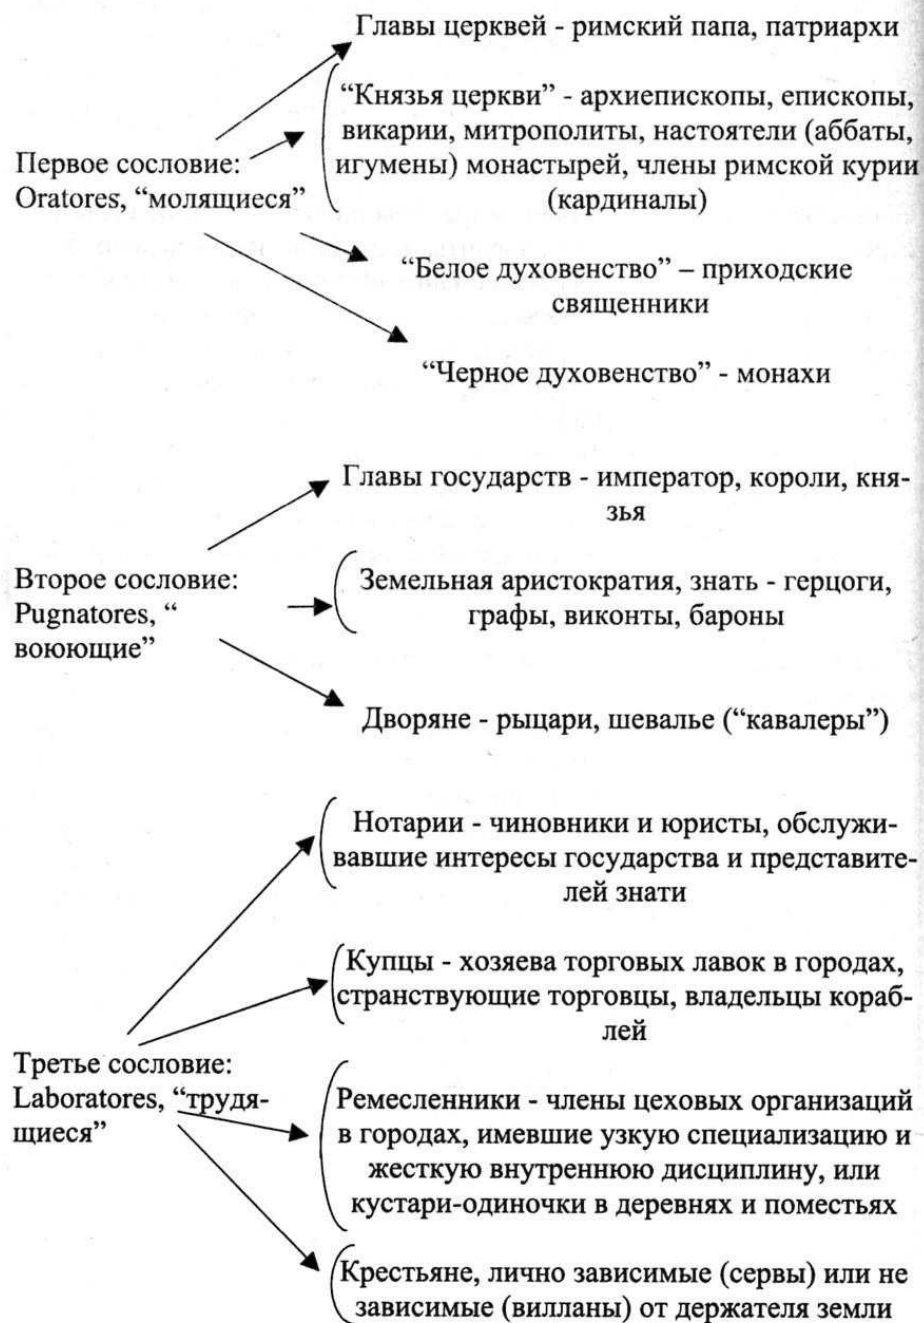 Главы церквей - римский папа, патриархи
“Князья церкви” - архиепископы, епископы,
викарии, митрополиты, настоятели (аббаты,
игумены) монастырей, члены римской курии
(кардиналы)
Первое сословие:
Oratores, “молящиеся”
“Белое духовенство” – приходские
священники
“Черное духовенство” - монахи
Главы государств - император, короли, кня-
зья
Второе сословие:
Pugnatores, “
воюющие”
Земельная аристократия, знать - герцоги,
графы, виконты, бароны
Дворяне - рыцари, шевалье (“кавалеры”)
Нотарии - чиновники и юристы, обслужи-
вавшие интересы государства и представите-
лей знати
Купцы - хозяева торговых лавок в городах,
странствующие торговцы, владельцы кораб-
лей
Третье сословие:
Laboratores, “трудя-
щиеся”
Ремесленники - члены цеховых организаций
в городах, имевшие узкую специализацию и
жесткую внутреннюю дисциплину, или
кустари-одиночки в деревнях и поместьях
Крестьяне, лично зависимые (сервы) или не
зависимые (вилланы) от держателя земли